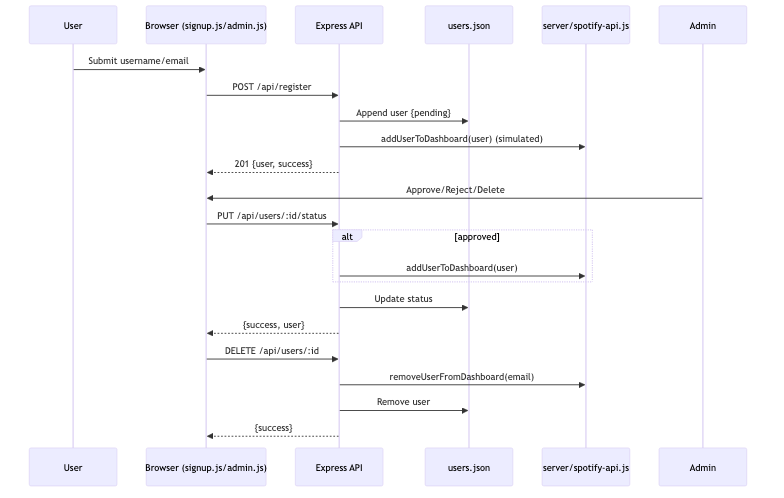 User
Browser (signup.js/admin.js)
Express API
users.json
server/spotify-api.js
Admin
Submit username/email
POST /api/register
Append user {pending}
addUserToDashboard(user) (simulated)
201 {user, success}
Approve/Reject/Delete
PUT /api/users/:id/status
alt
[approved]
addUserToDashboard(user)
Update status
{success, user}
DELETE /api/users/:id
removeUserFromDashboard(email)
Remove user
{success}
User
Browser (signup.js/admin.js)
Express API
users.json
server/spotify-api.js
Admin